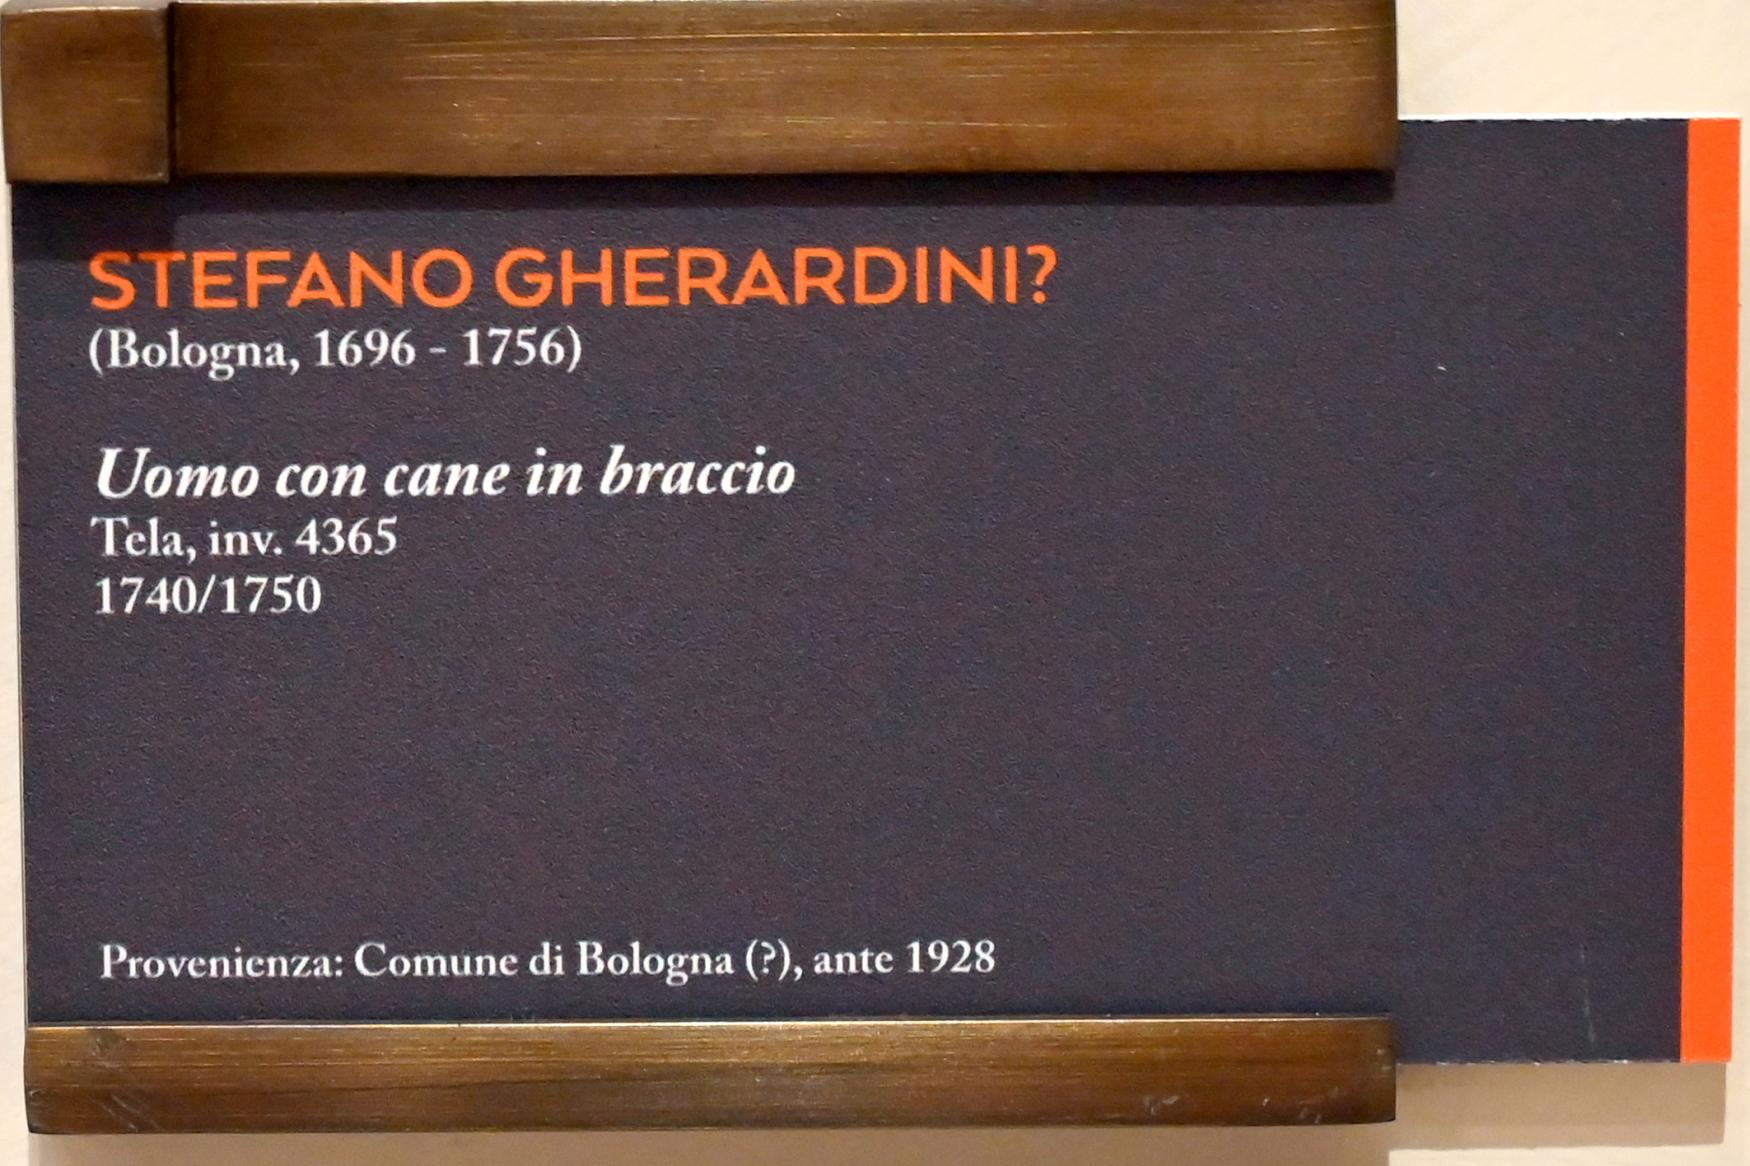 STEFANO GHERARDINI?
(Bologna, 1696 - 1756)
Uomo con cane in braccio
Tela, inv. 4365
1740/1750
Provenienza: Comune di Bologna (?), ante 1928